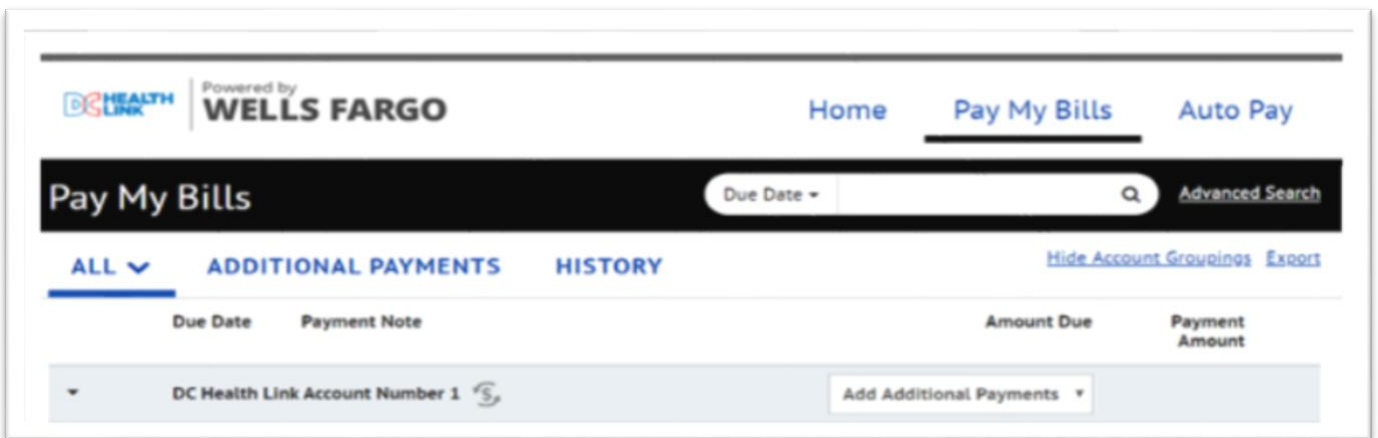 DC HEALTH LINK
Powered by
WELLS FARGO
Home Pay My Bills Auto Pay
Pay My Bills
Due Date
Advanced Search
ALL ADDITIONAL PAYMENTS HISTORY
Hide Account Groupings Export
Due Date Payment Note Amount Due Payment Amount
DC Health Link Account Number 1 Add Additional Payments